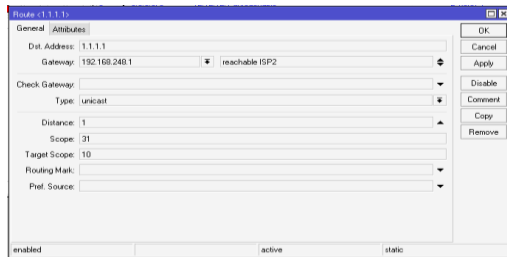 Route <1.1.1.1>
General Attributes
Dst. Address: 1.1.1.1
Gateway: 192.168.248.1 reachable ISP2
Check Gateway:
Type: unicast
Distance: 1
Scope: 31
Target Scope: 10
Routing Mark:
Pref. Source:
OK
Cancel
Apply
Disable
Comment
Copy
Remove
enabled active static